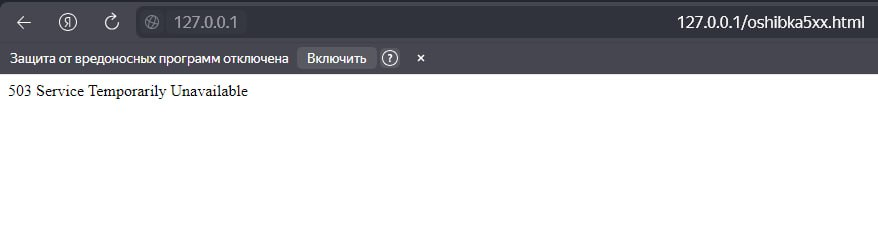 Я 127.0.0.1 127.0.0.1/oshibka5xx.html
Защита от вредоносных программ отключена Включить ? ×
503 Service Temporarily Unavailable